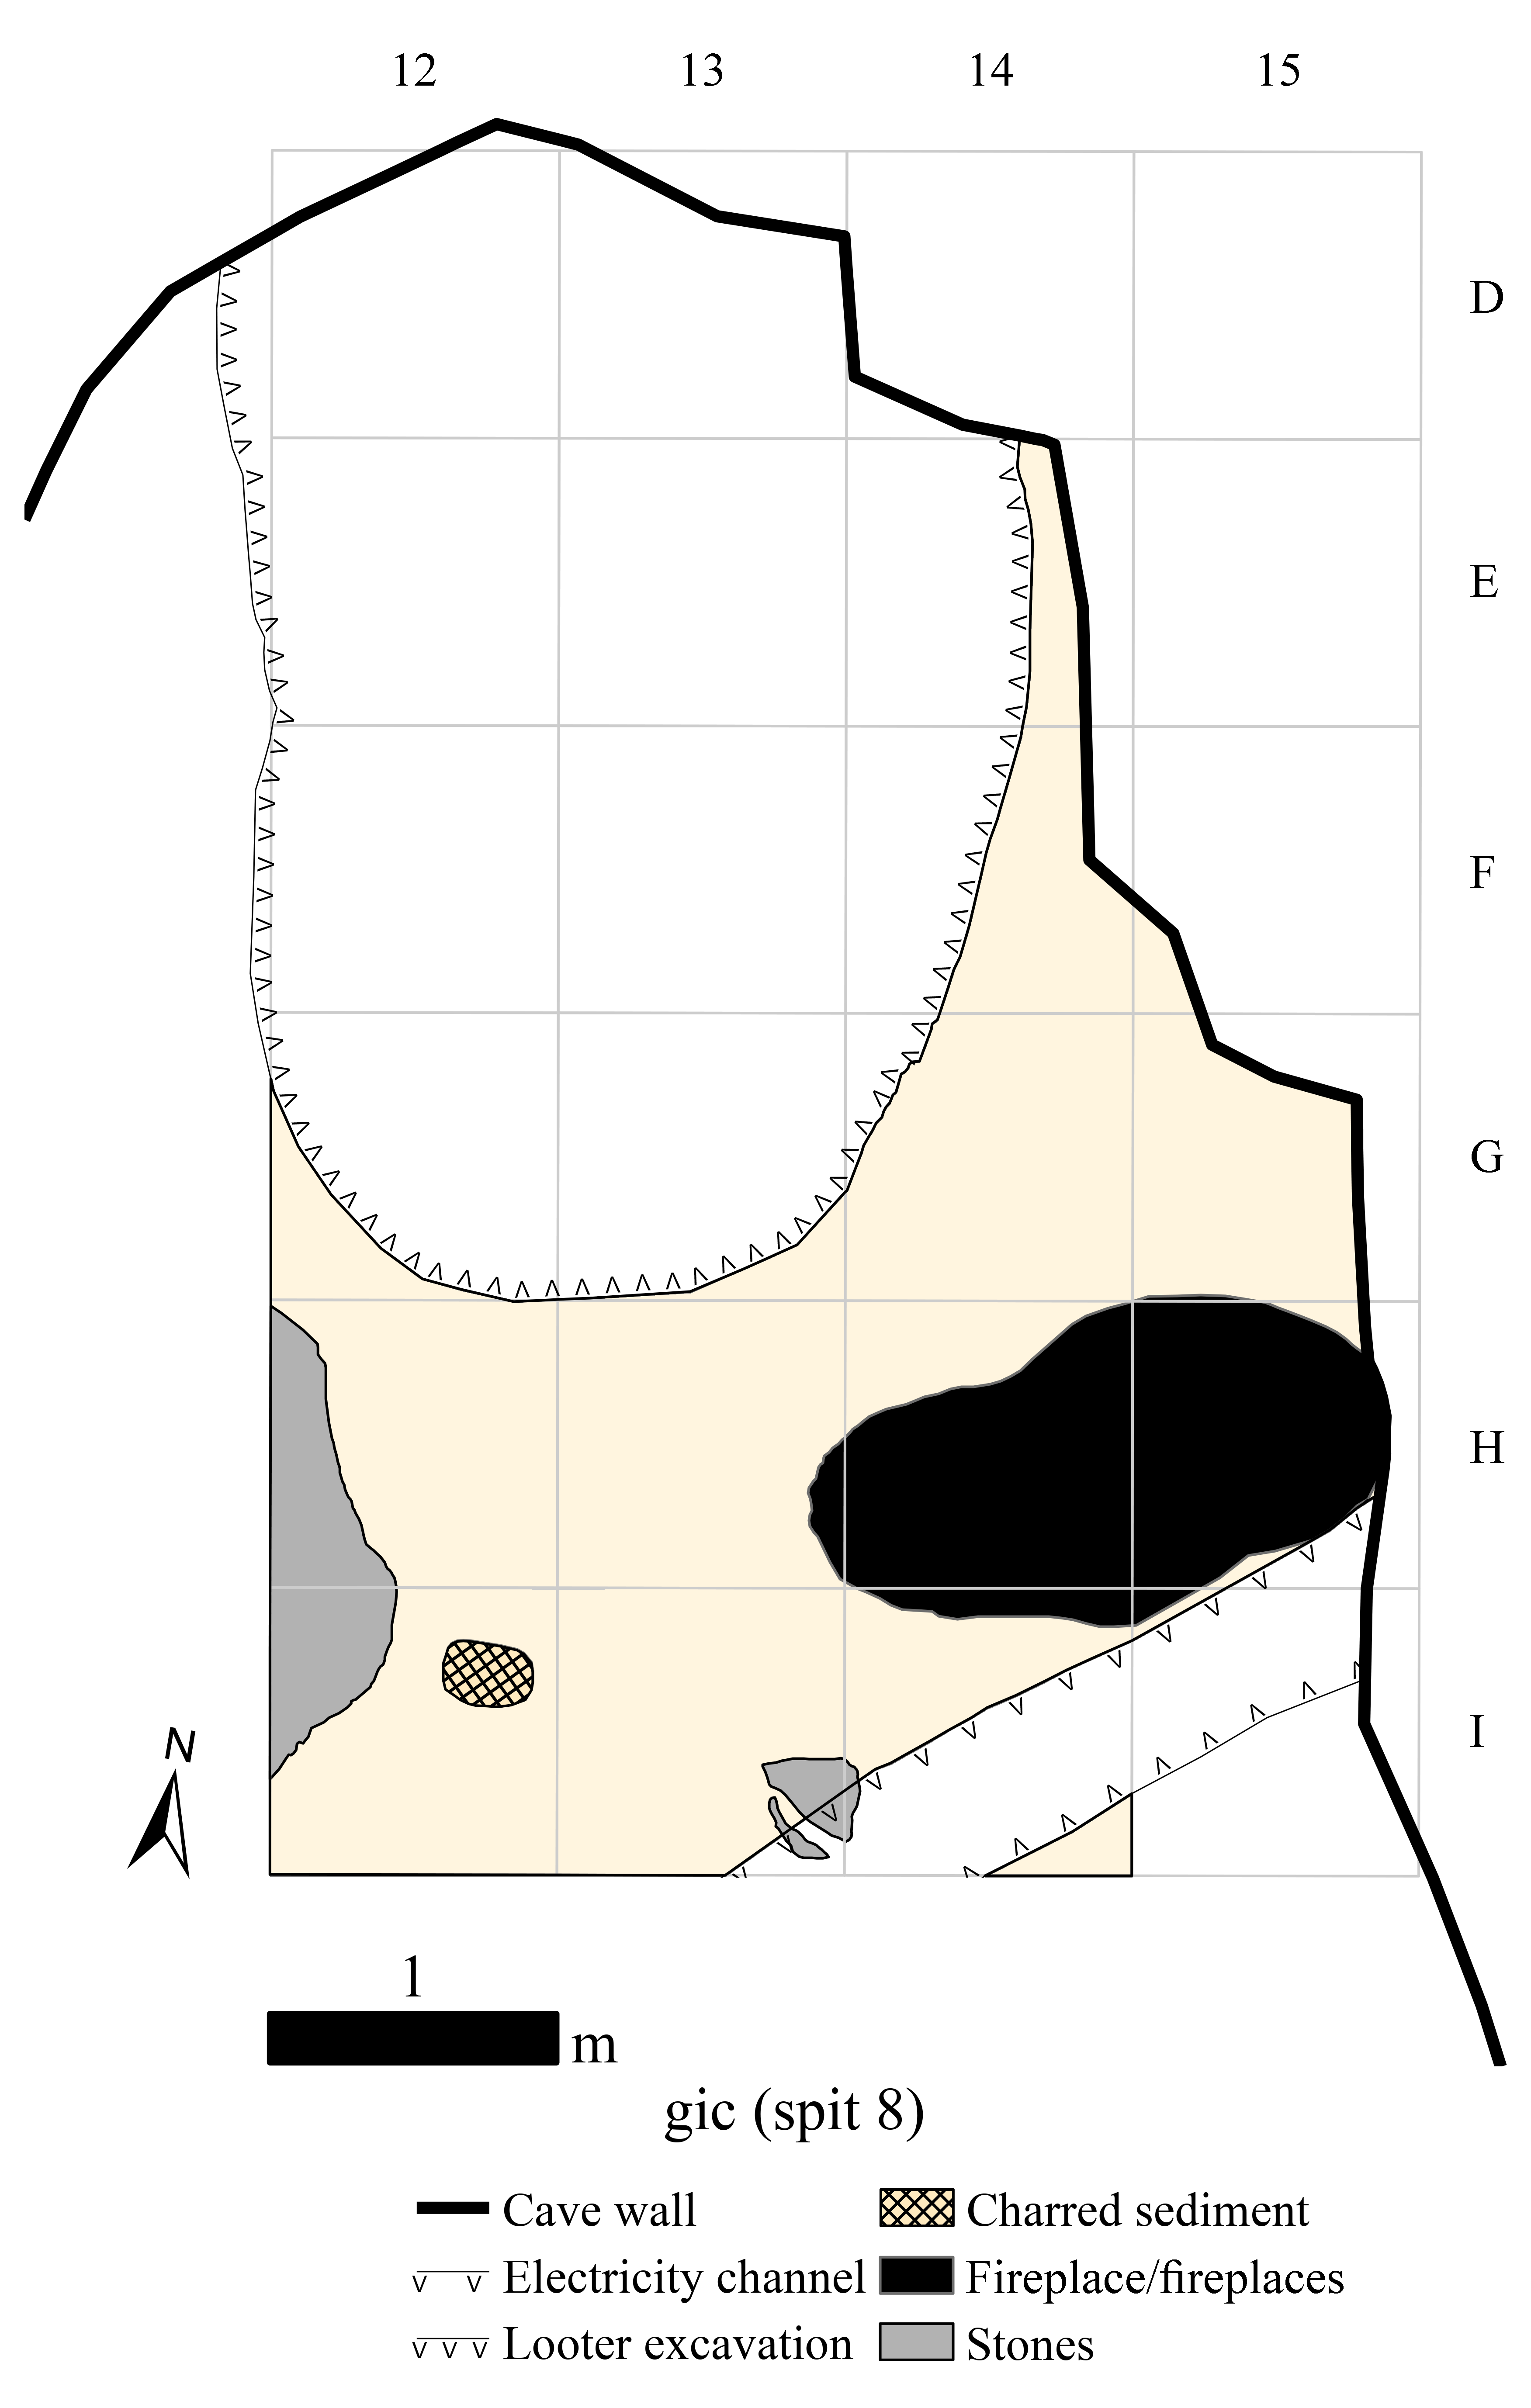 12 13 14 15
D
E
F
G
H
I
N
1
m
gic (spit 8)
Cave wall
Charred sediment
Electricity channel
Fireplace/fireplaces
Looter excavation
Stones